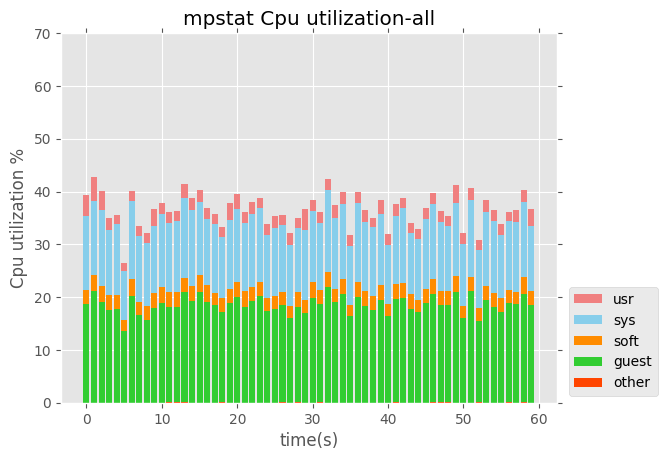 mpstat Cpu utilization-all
70
60
50
40
30
20
10
0
Cpu utilization %
0 10 20 30 40 50 60
time(s)
usr
sys
soft
guest
other